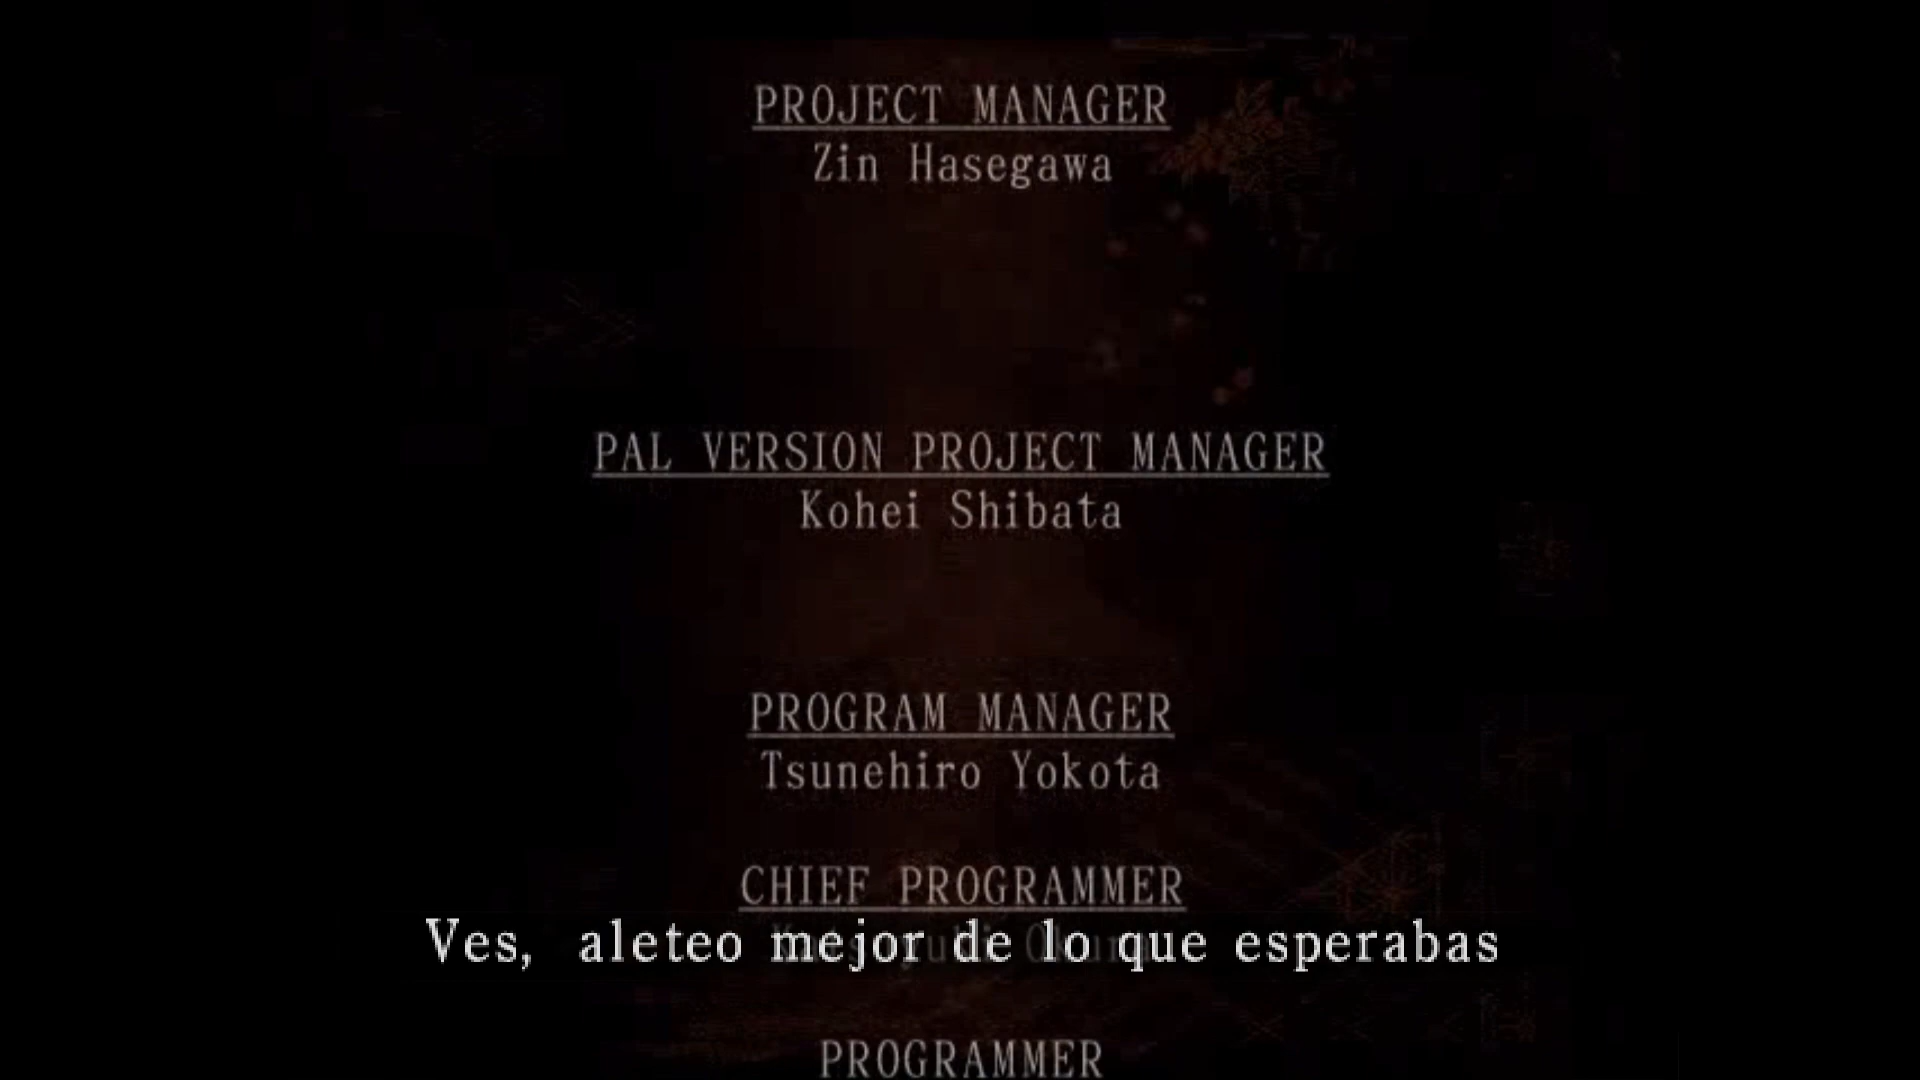 PROJECT MANAGER
Zin Hasegawa
PAL VERSION PROJECT MANAGER
Kohei Shibata
PROGRAM MANAGER
Tsunehiro Yokota
CHIEF PROGRAMMER
Ves, aleteo mejor de lo que esperabas
PROGRAMMER